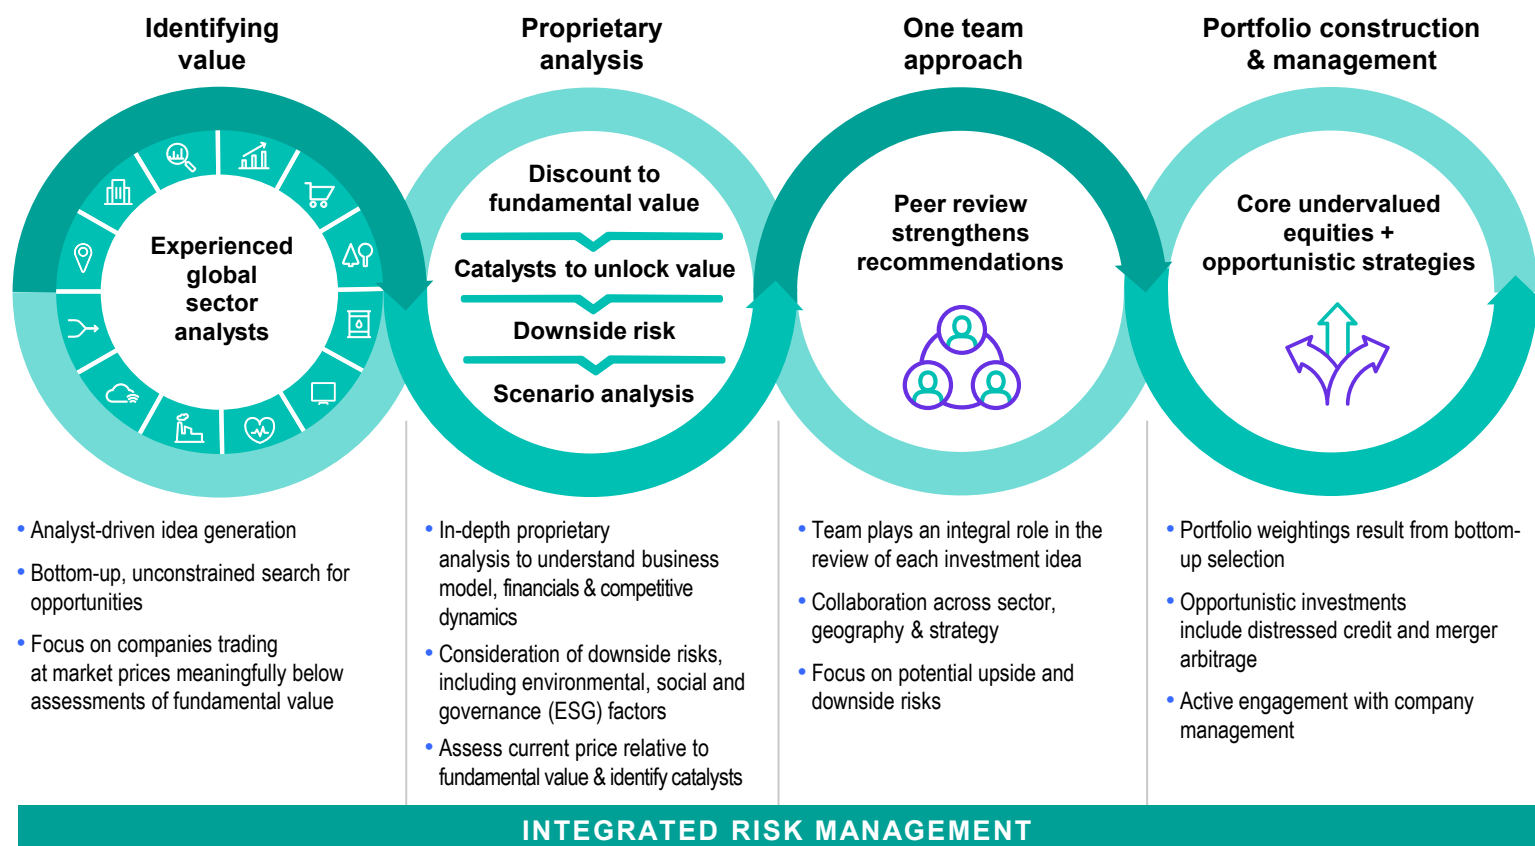 Identifying
value
Experienced
global
sector
analysts
• Analyst-driven idea generation
• Bottom-up, unconstrained search for
opportunities
• Focus on companies trading
at market prices meaningfully below
assessments of fundamental value
Proprietary
analysis
Discount to
fundamental value
Catalysts to unlock value
Downside risk
Scenario analysis
• In-depth proprietary
analysis to understand business
model, financials & competitive
dynamics
• Consideration of downside risks,
including environmental, social and
governance (ESG) factors
• Assess current price relative to
fundamental value & identify catalysts
One team
approach
Peer review
strengthens
recommendations
• Team plays an integral role in the
review of each investment idea
• Collaboration across sector,
geography & strategy
• Focus on potential upside and
downside risks
Portfolio construction
& management
Core undervalued
equities +
opportunistic strategies
• Portfolio weightings result from bottom-
up selection
• Opportunistic investments
include distressed credit and merger
arbitrage
• Active engagement with company
management
INTEGRATED RISK MANAGEMENT